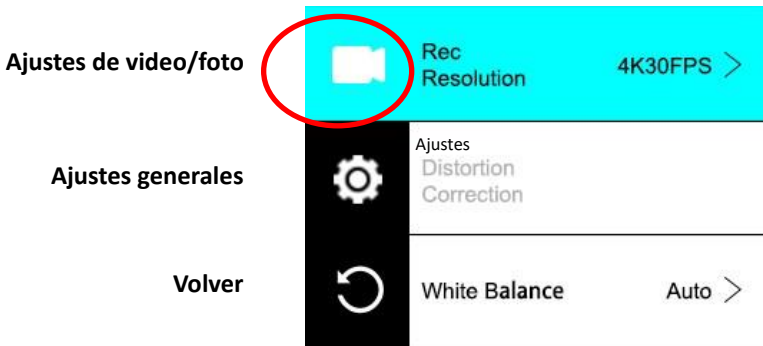 Ajustes de video/foto
Rec
Resolution
4K30FPS >
Ajustes generales
Ajustes
Distortion
Correction
Volver
White Balance
Auto >